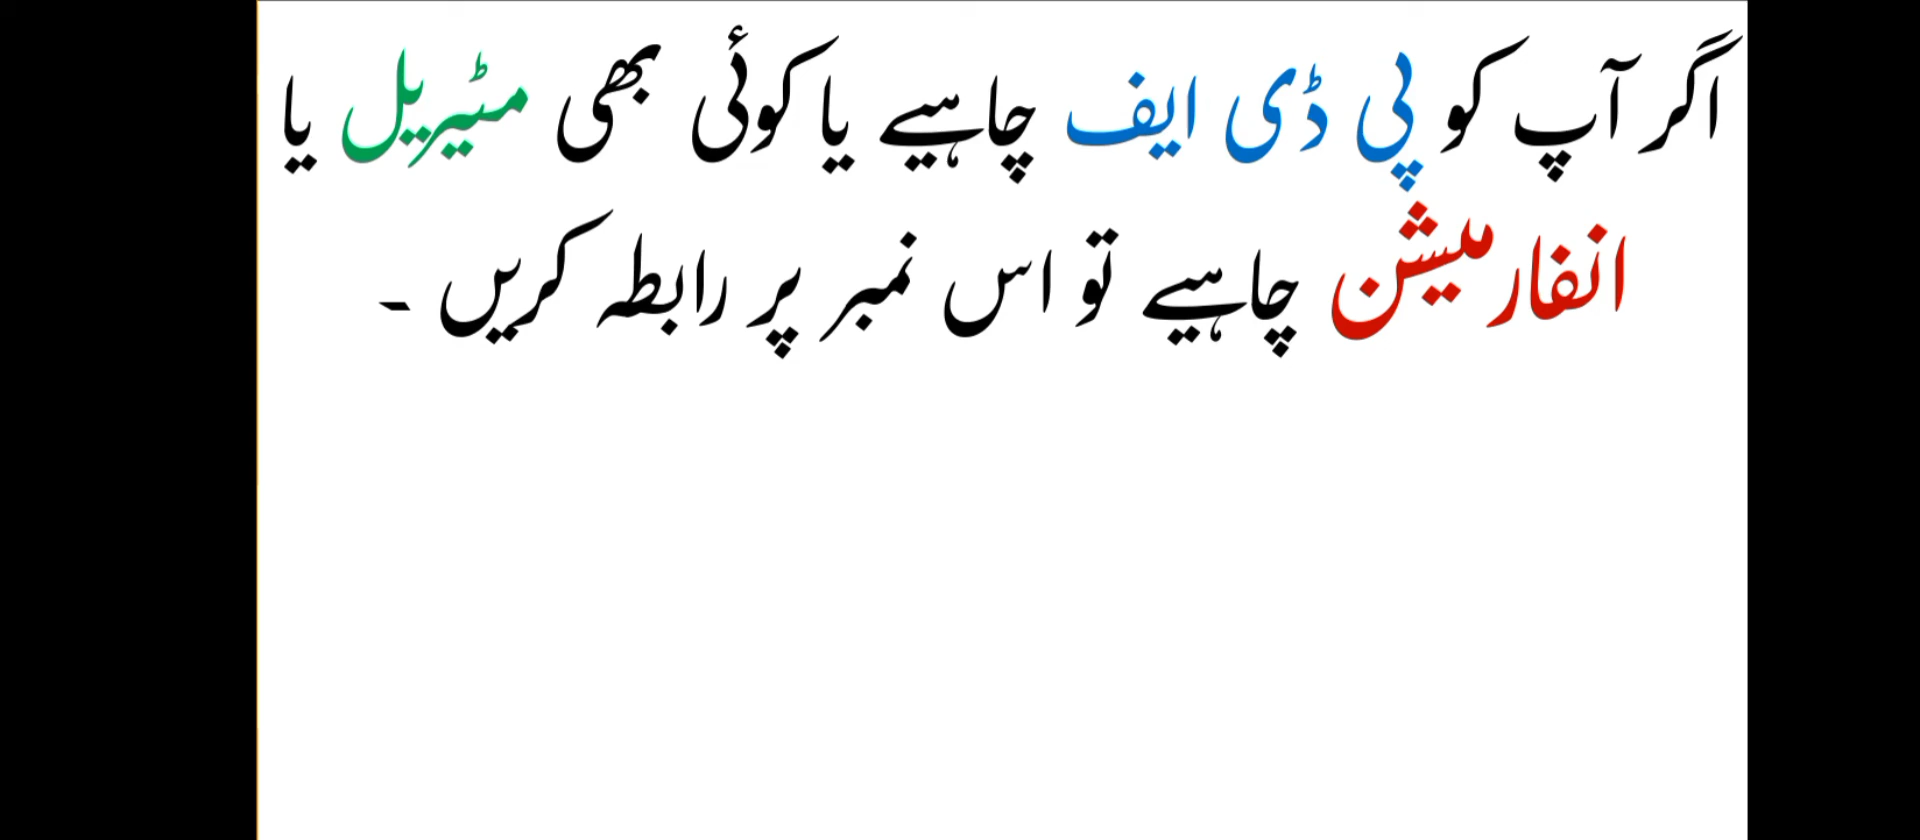 اگر آپ کو پی ڈی ایف چاہیے یا کوئی بھی مٹیریل یا
انفارمیشن چاہیے تو اس نمبر پر رابطہ کریں ۔